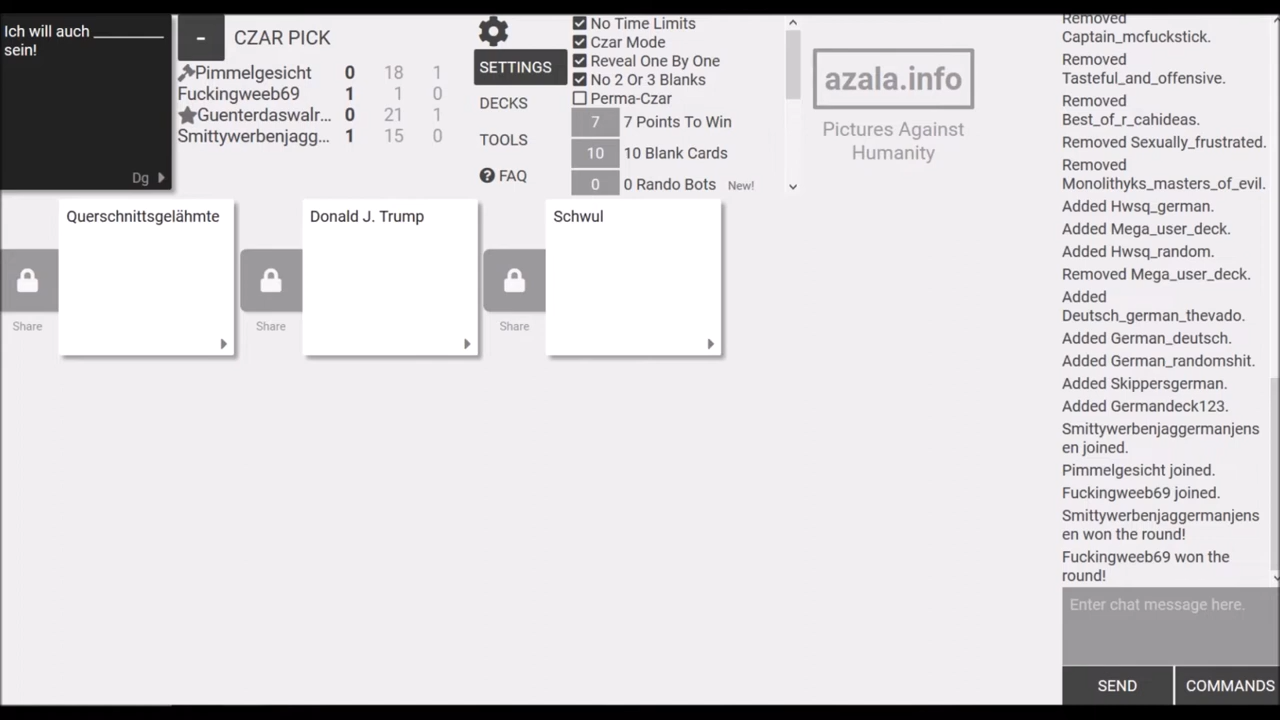 Ich will auch ________
sein!
Dg
-
CZAR PICK
Pimmelgesicht 0 18 1
Fuckingweeb69 1 1 0
Guenterdaswalr... 0 21 1
Smittywerbenjagg... 1 15 0
SETTINGS
DECKS
TOOLS
FAQ
No Time Limits
Czar Mode
Reveal One By One
No 2 Or 3 Blanks
Perma-Czar
7 7 Points To Win
10 10 Blank Cards
0 0 Rando Bots New!
azala.info
Pictures Against
Humanity
Share
Querschnittsgelähmte
Share
Donald J. Trump
Share
Schwul
Removed
Captain_mcfuckstick.
Removed
Tasteful_and_offensive.
Removed
Best_of_r_cahideas.
Removed Sexually_frustrated.
Removed
Monolithyks_masters_of_evil.
Added Hwsq_german.
Added Mega_user_deck.
Added Hwsq_random.
Removed Mega_user_deck.
Added
Deutsch_german_thevado.
Added German_deutsch.
Added German_randomshit.
Added Skippersgerman.
Added Germandeck123.
Smittywerbenjaggermanjens
en joined.
Pimmelgesicht joined.
Fuckingweeb69 joined.
Smittywerbenjaggermanjens
en won the round!
Fuckingweeb69 won the
round!
Enter chat message here.
SEND
COMMANDS